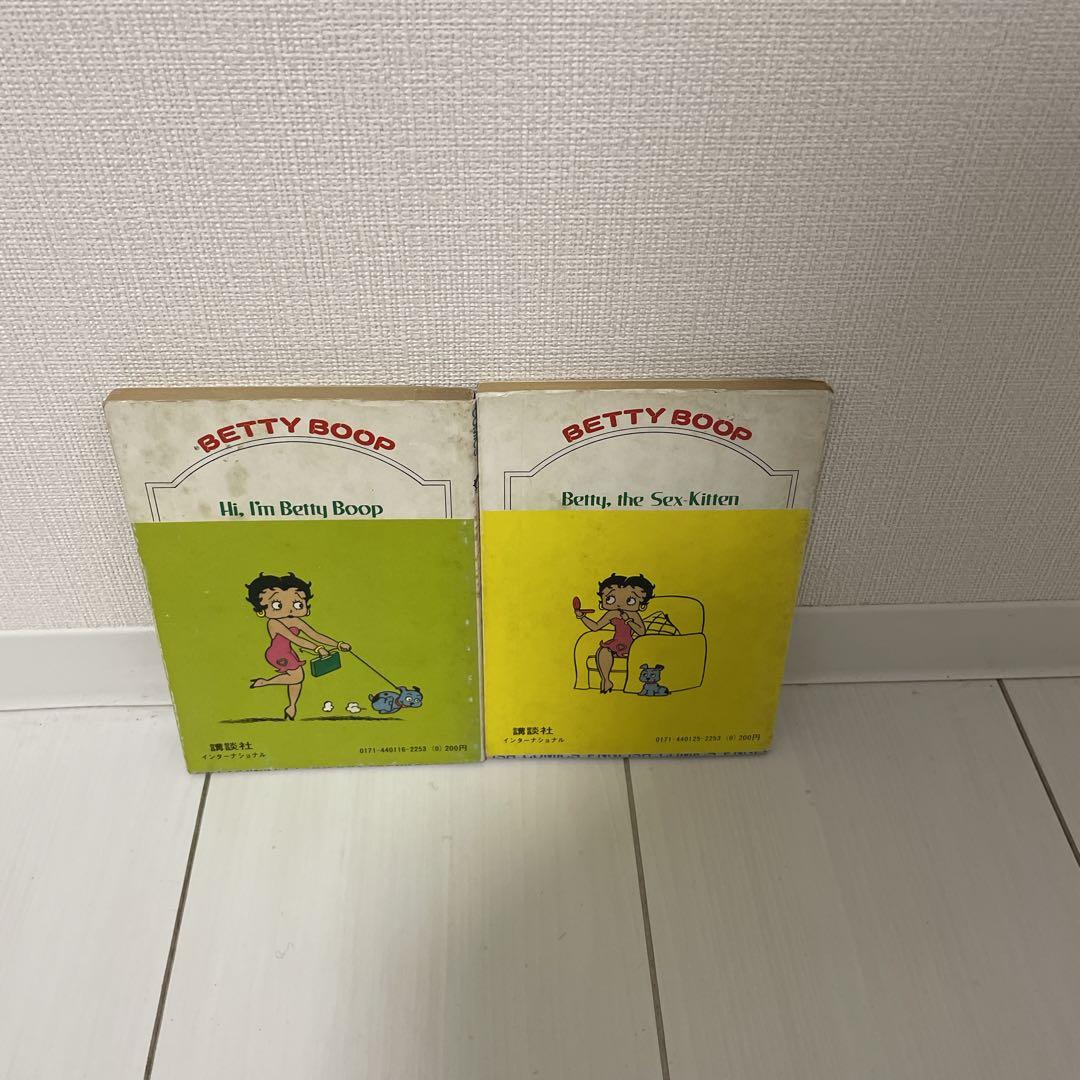 BETTY BOOP
Hi, I'm Betty Boop
講談社
インターナショナル
0171-440116-2253 (0) 200円
BETTY BOOP
Betty, the Sex-Kitten
講談社
インターナショナル
0171-440125-2253 (0) 200円